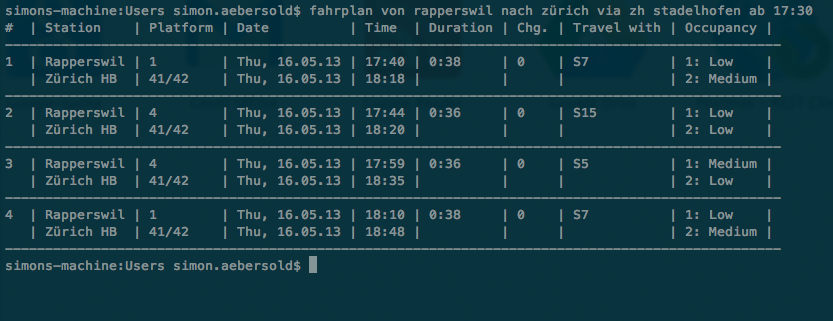 simons-machine:Users simon.aebersold$ fahrplan von rapperswil nach zürich via zh stadelhofen ab 17:30
#  | Station    | Platform | Date           | Time  | Duration | Chg. | Travel with | Occupancy |
1  | Rapperswil | 1        | Thu, 16.05.13 | 17:40 | 0:38     | 0    | S7          | 1: Low    |
   | Zürich HB  | 41/42    | Thu, 16.05.13 | 18:18 |          |      |             | 2: Medium |
2  | Rapperswil | 4        | Thu, 16.05.13 | 17:44 | 0:36     | 0    | S15         | 1: Low    |
   | Zürich HB  | 41/42    | Thu, 16.05.13 | 18:20 |          |      |             | 2: Low    |
3  | Rapperswil | 4        | Thu, 16.05.13 | 17:59 | 0:36     | 0    | S5          | 1: Medium |
   | Zürich HB  | 41/42    | Thu, 16.05.13 | 18:35 |          |      |             | 2: Low    |
4  | Rapperswil | 1        | Thu, 16.05.13 | 18:10 | 0:38     | 0    | S7          | 1: Low    |
   | Zürich HB  | 41/42    | Thu, 16.05.13 | 18:48 |          |      |             | 2: Medium |
simons-machine:Users simon.aebersold$